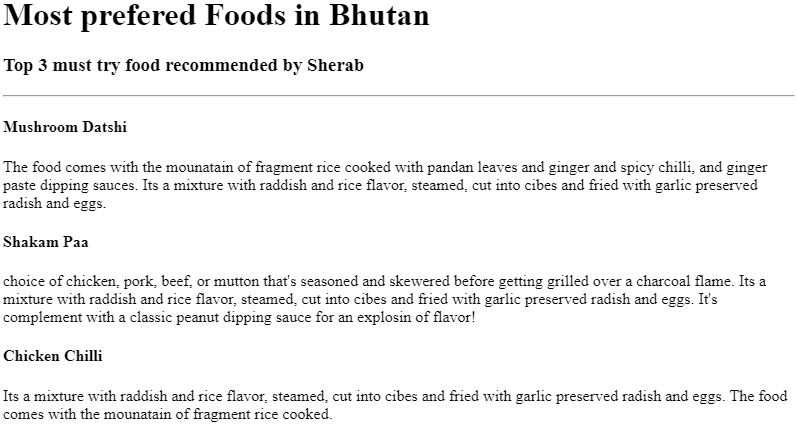 Most prefered Foods in Bhutan
Top 3 must try food recommended by Sherab
Mushroom Datshi
The food comes with the mounatain of fragment rice cooked with pandan leaves and ginger and spicy chilli, and ginger
paste dipping sauces. Its a mixture with raddish and rice flavor, steamed, cut into cibes and fried with garlic preserved
radish and eggs.
Shakam Paa
choice of chicken, pork, beef, or mutton that's seasoned and skewered before getting grilled over a charcoal flame. Its a
mixture with raddish and rice flavor, steamed, cut into cibes and fried with garlic preserved radish and eggs. It's
complement with a classic peanut dipping sauce for an explosin of flavor!
Chicken Chilli
Its a mixture with raddish and rice flavor, steamed, cut into cibes and fried with garlic preserved radish and eggs. The food
comes with the mounatain of fragment rice cooked.